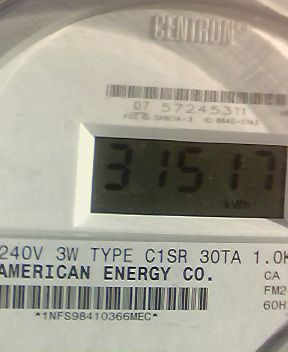 CENTRON®
07 57245311
31517
kWh
240V 3W TYPE C1SR 30TA 1.0K
AMERICAN ENERGY CO.
CA
FM2
60H
*1NFS98410366MEC*